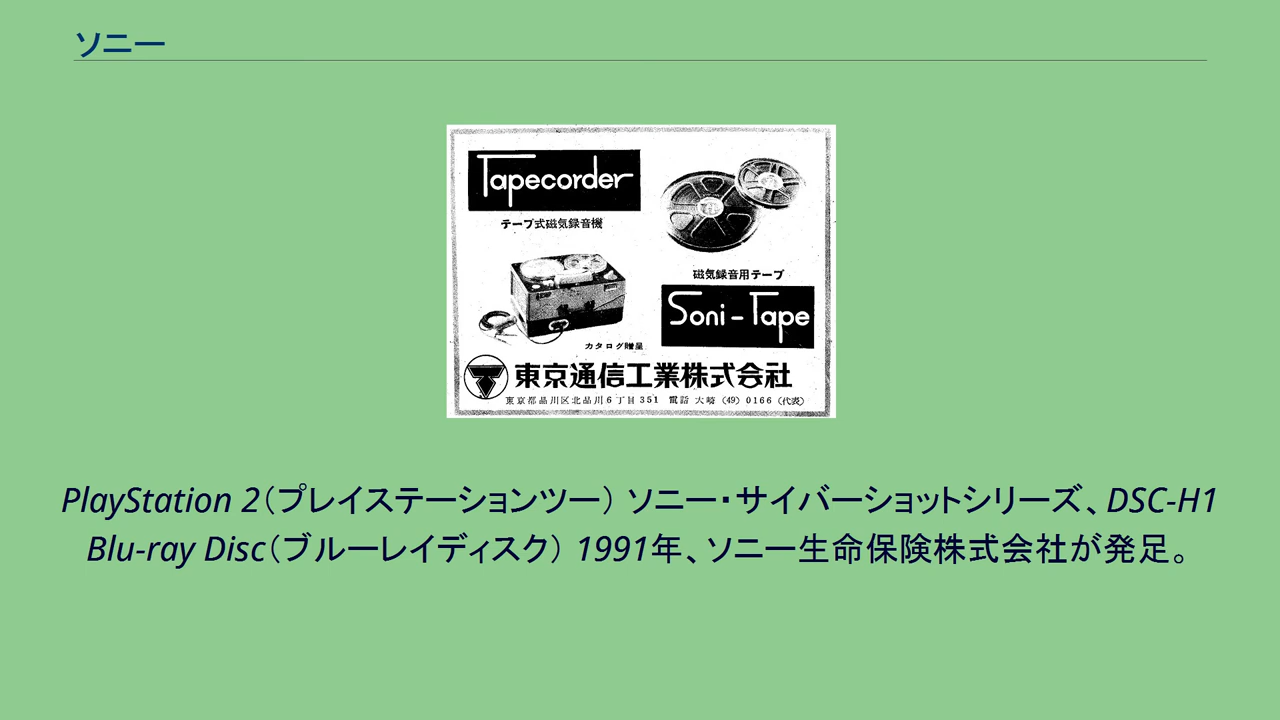 ソニー
Tapecorder
テープ式磁気録音機
磁気録音用テープ
Soni-Tape
カタログ贈呈
東京通信工業株式会社
東京都品川区北品川6丁目351 電話 大崎 (49) 0166 (代表)
PlayStation 2(プレイステーションツー) ソニー・サイバーショットシリーズ、DSC-H1
Blu-ray Disc(ブルーレイディスク) 1991年、ソニー生命保険株式会社が発足。